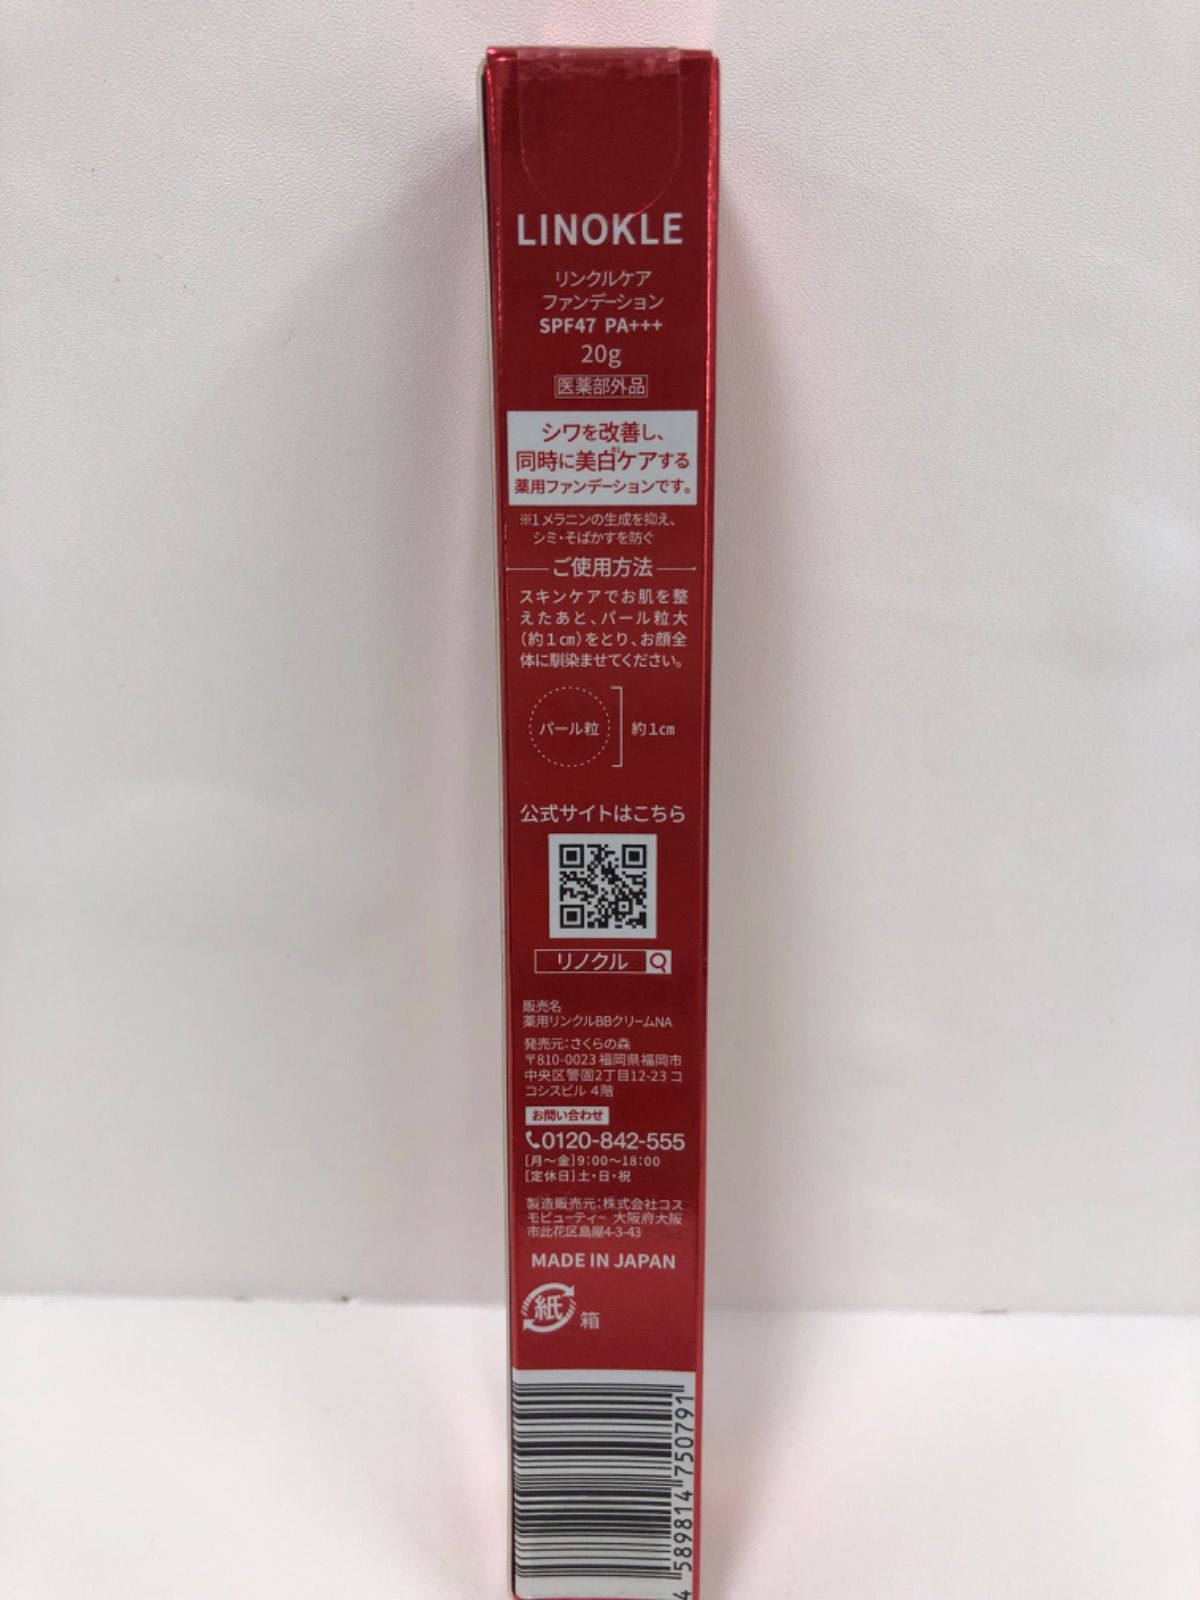 LINOKLE
リンクルケア
ファンデーション
SPF47 PA+++
20g
医薬部外品
シワを改善し、
同時に美白※1ケアする
薬用ファンデーションです。
※1メラニンの生成を抑え、
シミ・そばかすを防ぐ
ご使用方法
スキンケアでお肌を整
えたあと、パール粒大
(約1㎝)をとり、お顔全
体に馴染ませてください。
パール粒
約1㎝
公式サイトはこちら
リノクル
販売名
薬用リンクルBBクリームNA
発売元:さくらの森
〒810-0023 福岡県福岡市
中央区警固2丁目12-23 コ
コシスビル 4階
お問い合わせ
0120-842-555
[月~金]9:00~18:00
[定休日]土・日・祝
製造販売元:株式会社コス
モビューティー 大阪府大阪
市此花区島屋4-3-43
MADE IN JAPAN
紙
箱
4 589814 750791